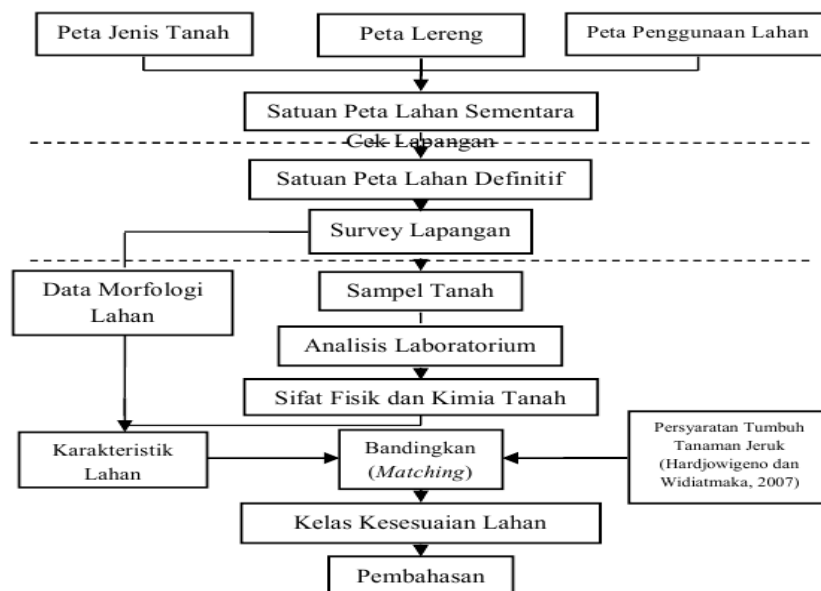 Peta Jenis Tanah
Peta Lereng
Peta Penggunaan Lahan
Satuan Peta Lahan Sementara
Cek Lapangan
Satuan Peta Lahan Definitif
Survey Lapangan
Data Morfologi
Lahan
Sampel Tanah
Analisis Laboratorium
Sifat Fisik dan Kimia Tanah
Karakteristik
Lahan
Bandingkan
(Matching)
Persyaratan Tumbuh
Tanaman Jeruk
(Hardjowigeno dan
Widiatmaka, 2007)
Kelas Kesesuaian Lahan
Pembahasan